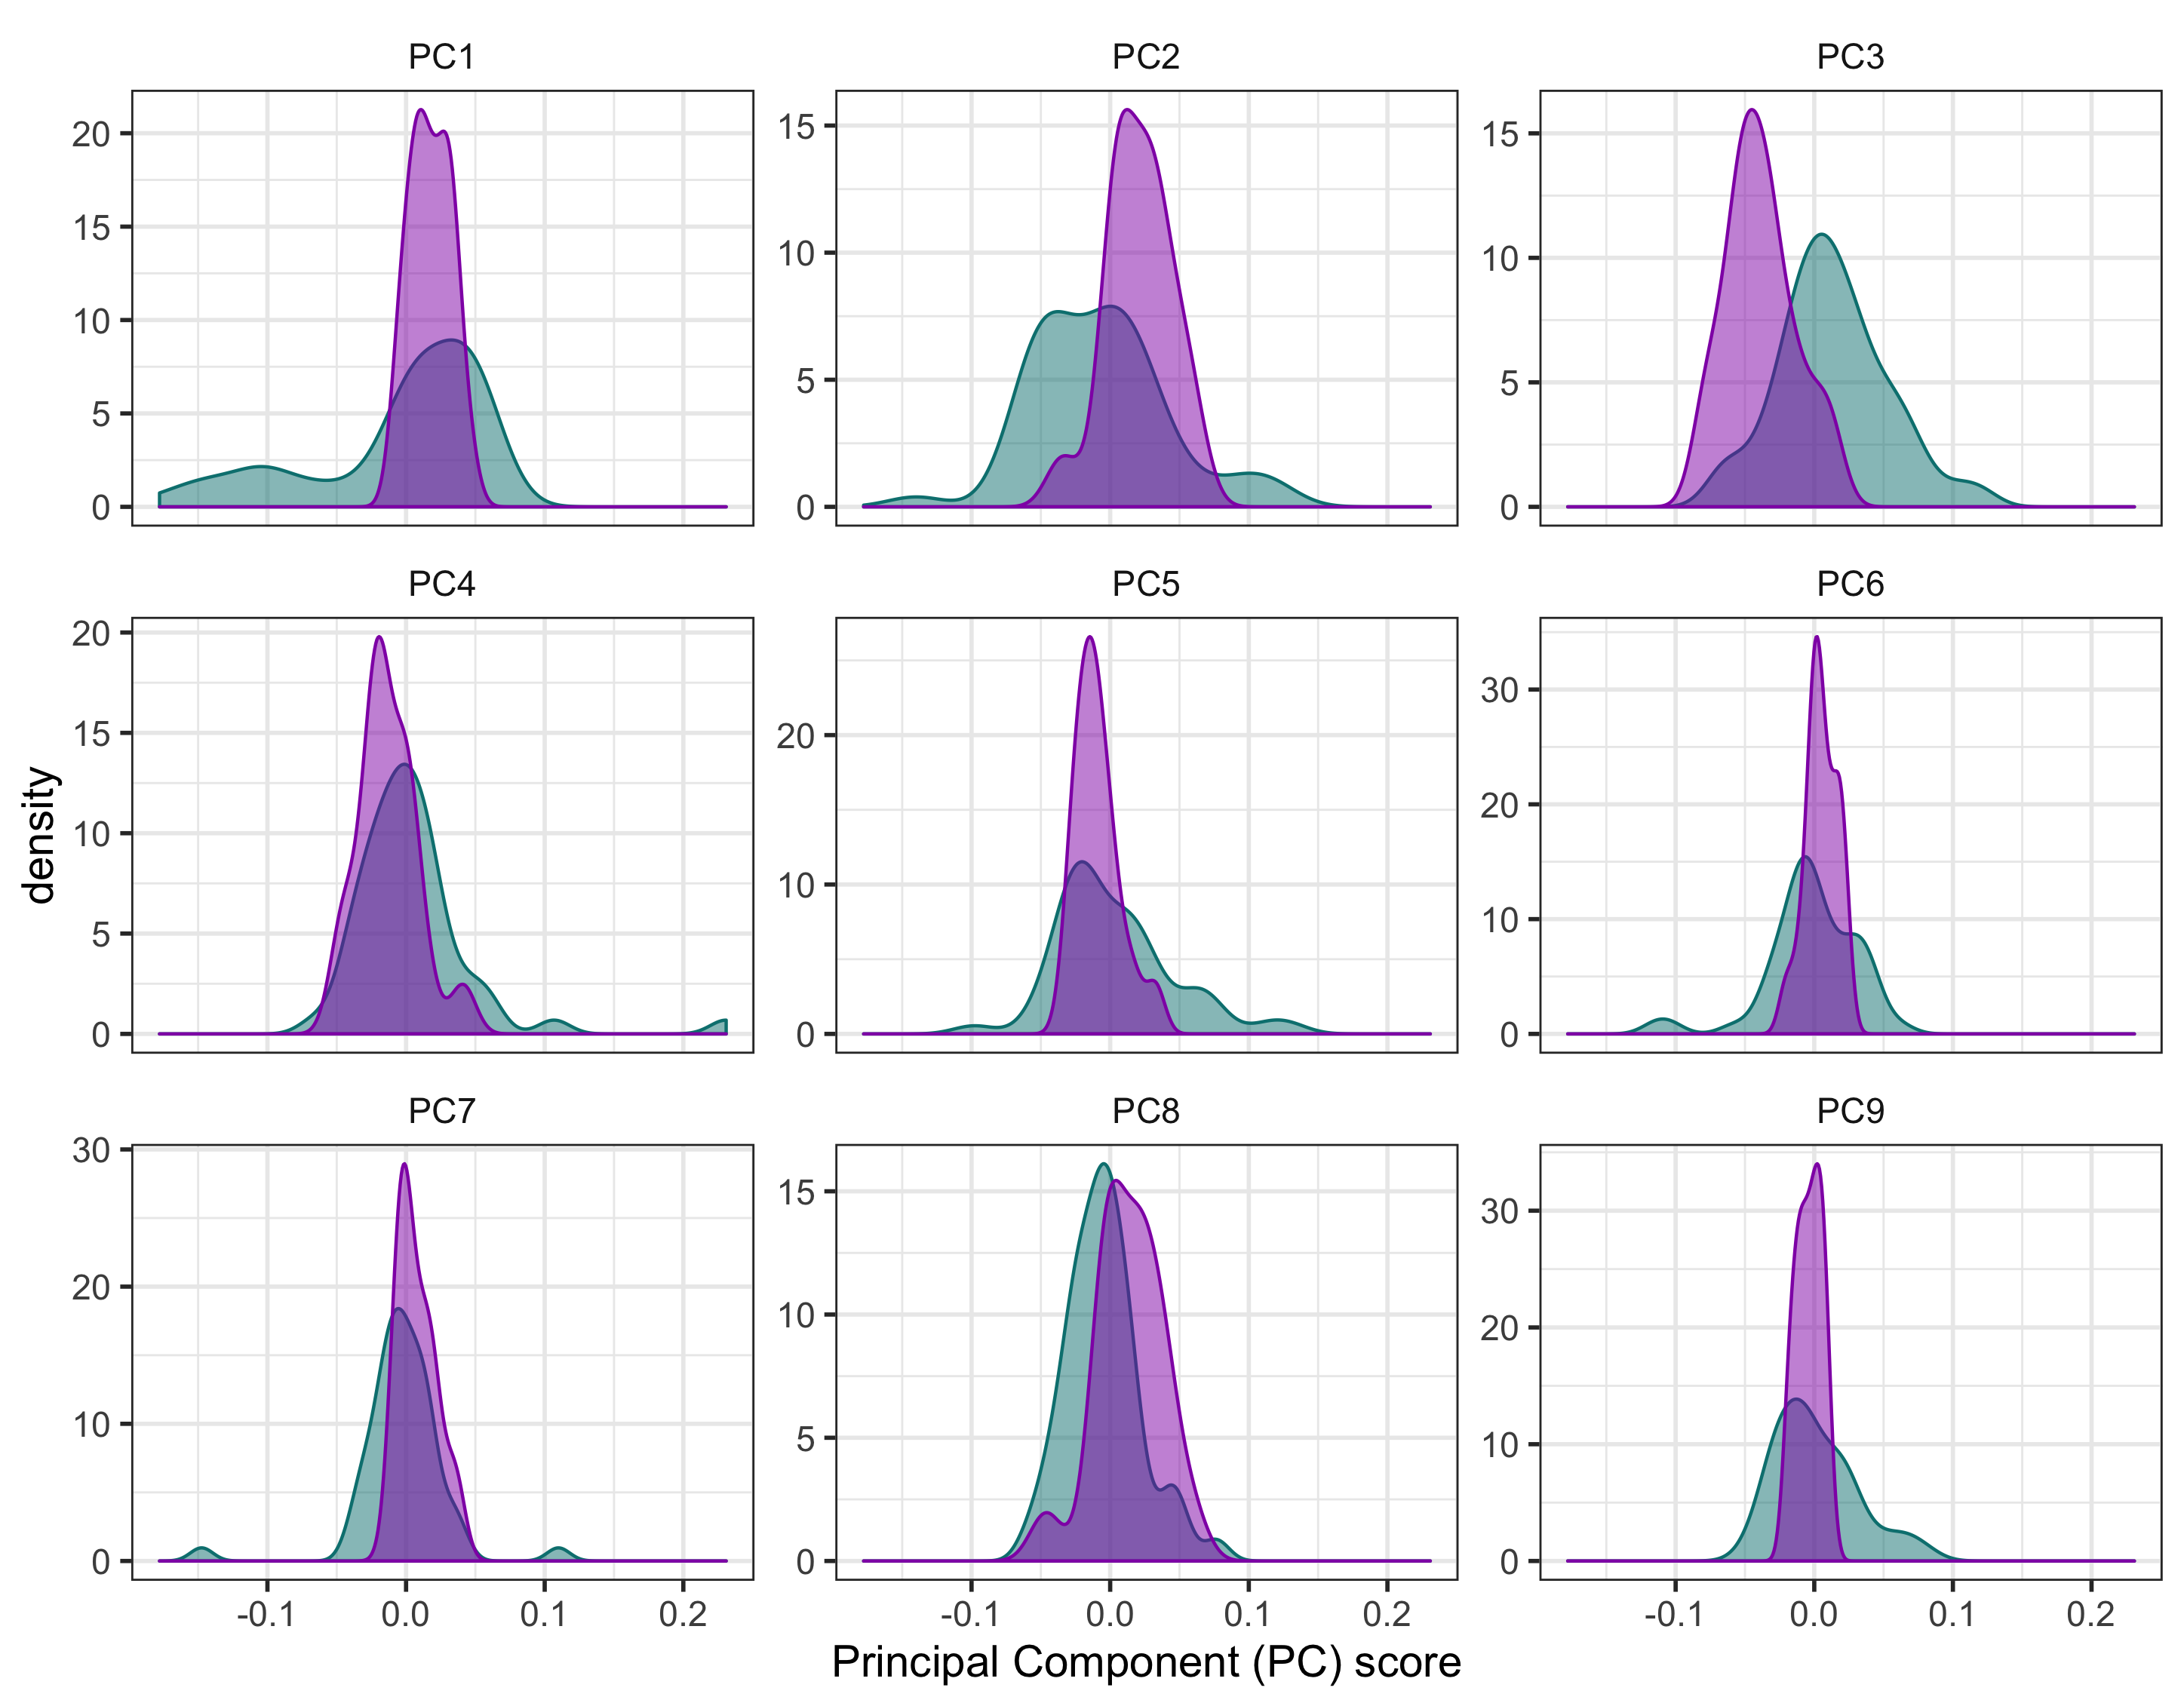 PC1 PC2 PC3
20 15 15
15 10 10
10 5 5
5 0 0
0
PC4 PC5 PC6
20 20 30
15 10 20
10 0 10
5 0
0
density
PC7 PC8 PC9
30 15 30
20 10 20
10 5 10
0 0 0
-0.1 0.0 0.1 0.2 -0.1 0.0 0.1 0.2 -0.1 0.0 0.1 0.2
Principal Component (PC) score